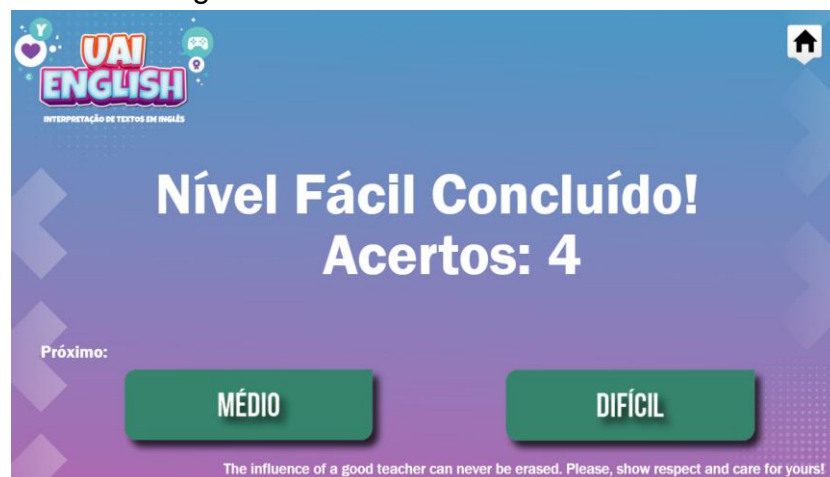 UAI
ENGLISH
INTERPRETAÇÃO DE TEXTOS EM INGLÊS
Nível Fácil Concluído!
Acertos: 4
Próximo:
MÉDIO
DIFÍCIL
The influence of a good teacher can never be erased. Please, show respect and care for yours!